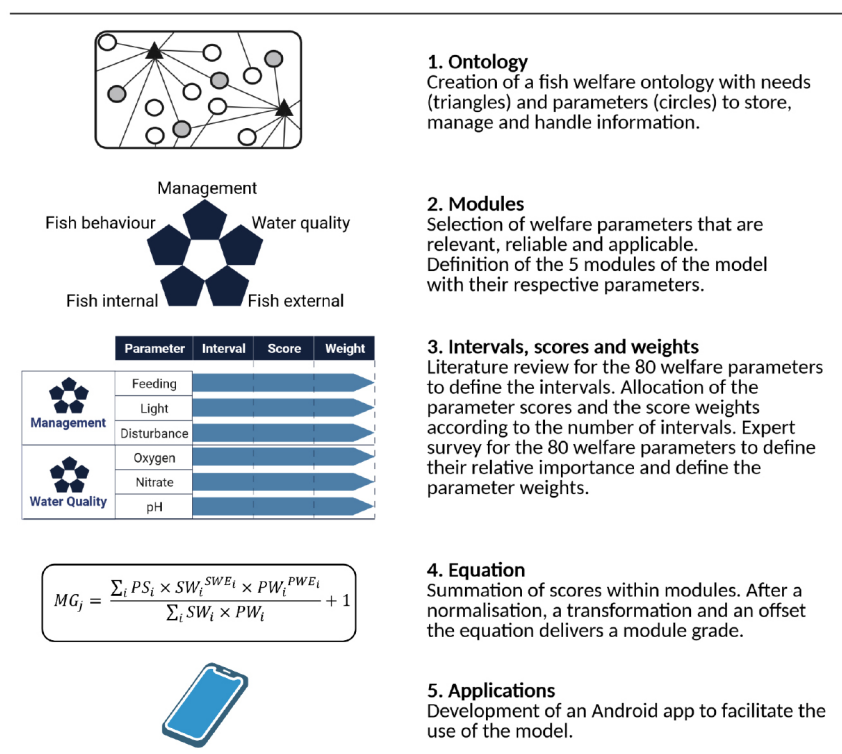 1. Ontology
Creation of a fish welfare ontology with needs
(triangles) and parameters (circles) to store,
manage and handle information.
Management
Fish behaviour
Water quality
Fish internal
Fish external
2. Modules
Selection of welfare parameters that are
relevant, reliable and applicable.
Definition of the 5 modules of the model
with their respective parameters.
Parameter Interval Score Weight
Management
Feeding
Light
Disturbance
Water Quality
Oxygen
Nitrate
pH
3. Intervals, scores and weights
Literature review for the 80 welfare parameters
to define the intervals. Allocation of the
parameter scores and the score weights
according to the number of intervals. Expert
survey for the 80 welfare parameters to define
their relative importance and define the
parameter weights.
MG_j = (∑_i PS_i × SW_i^{SWE_i} × PW_i^{PWE_i}) / (∑_i SW_i × PW_i) + 1
4. Equation
Summation of scores within modules. After a
normalisation, a transformation and an offset
the equation delivers a module grade.
5. Applications
Development of an Android app to facilitate the
use of the model.